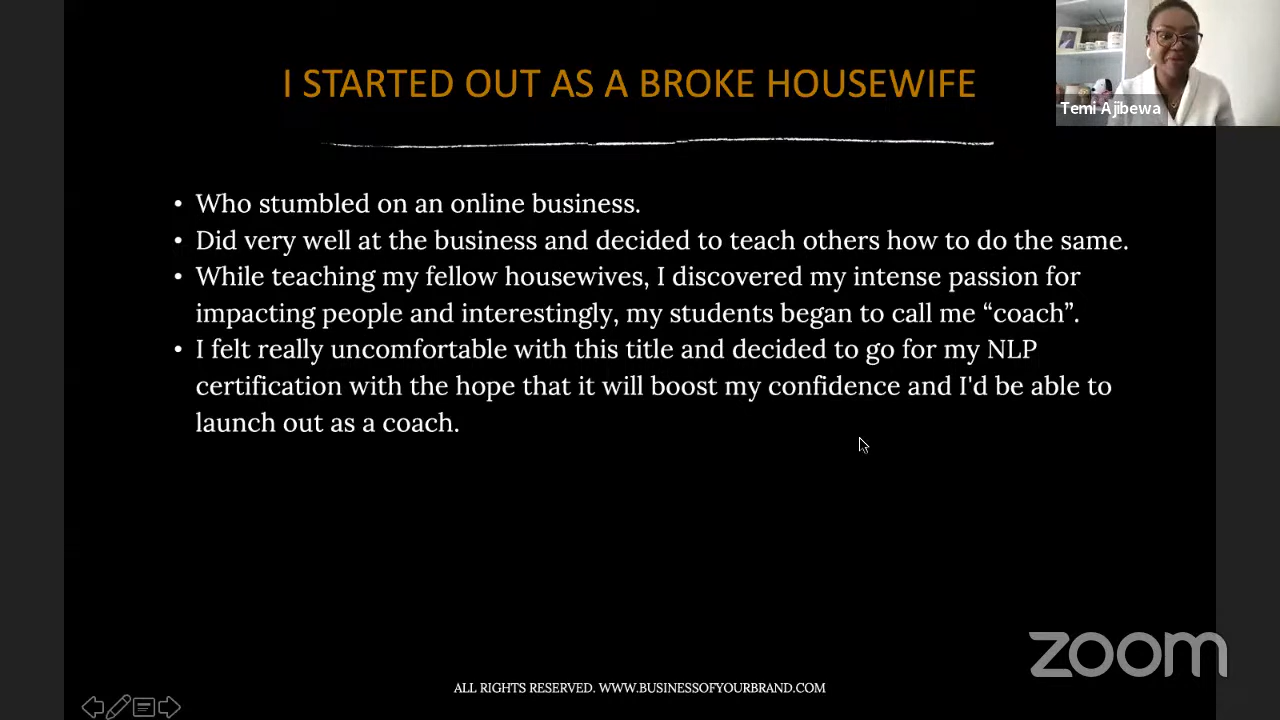 I STARTED OUT AS A BROKE HOUSEWIFE
Temi Ajibewa
• Who stumbled on an online business.
• Did very well at the business and decided to teach others how to do the same.
• While teaching my fellow housewives, I discovered my intense passion for
impacting people and interestingly, my students began to call me “coach”.
• I felt really uncomfortable with this title and decided to go for my NLP
certification with the hope that it will boost my confidence and I'd be able to
launch out as a coach.
zoom
ALL RIGHTS RESERVED. WWW.BUSINESSOFYOURBRAND.COM